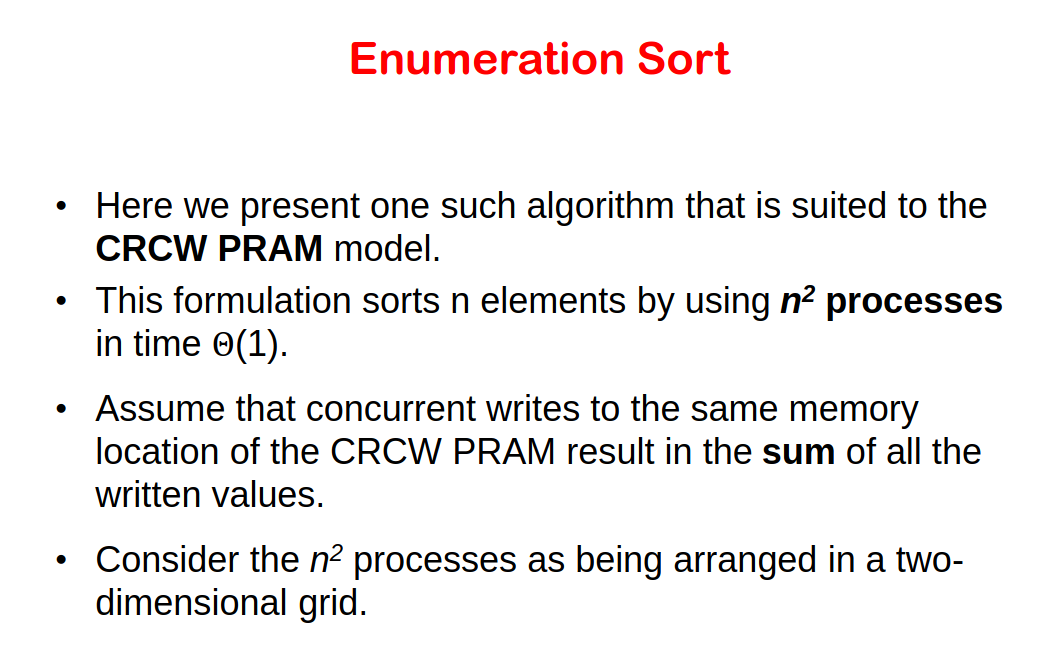 Enumeration Sort
• Here we present one such algorithm that is suited to the
CRCW PRAM model.
• This formulation sorts n elements by using n² processes
in time Θ(1).
• Assume that concurrent writes to the same memory
location of the CRCW PRAM result in the sum of all the
written values.
• Consider the n² processes as being arranged in a two-
dimensional grid.